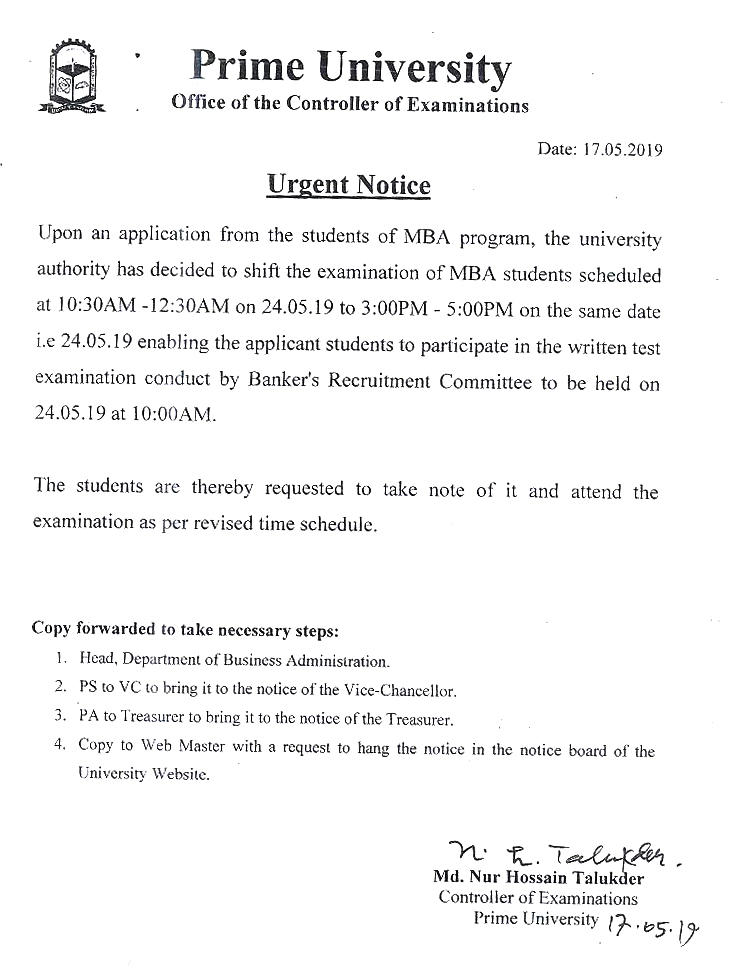 Prime University
Office of the Controller of Examinations
Date: 17.05.2019
Urgent Notice
Upon an application from the students of MBA program, the university
authority has decided to shift the examination of MBA students scheduled
at 10:30AM -12:30AM on 24.05.19 to 3:00PM - 5:00PM on the same date
i.e 24.05.19 enabling the applicant students to participate in the written test
examination conduct by Banker's Recruitment Committee to be held on
24.05.19 at 10:00AM.
The students are thereby requested to take note of it and attend the
examination as per revised time schedule.
Copy forwarded to take necessary steps:
1. Head, Department of Business Administration.
2. PS to VC to bring it to the notice of the Vice-Chancellor.
3. PA to Treasurer to bring it to the notice of the Treasurer.
4. Copy to Web Master with a request to hang the notice in the notice board of the
University Website.
N. H. Talukder.
Md. Nur Hossain Talukder
Controller of Examinations
Prime University 17.05.19